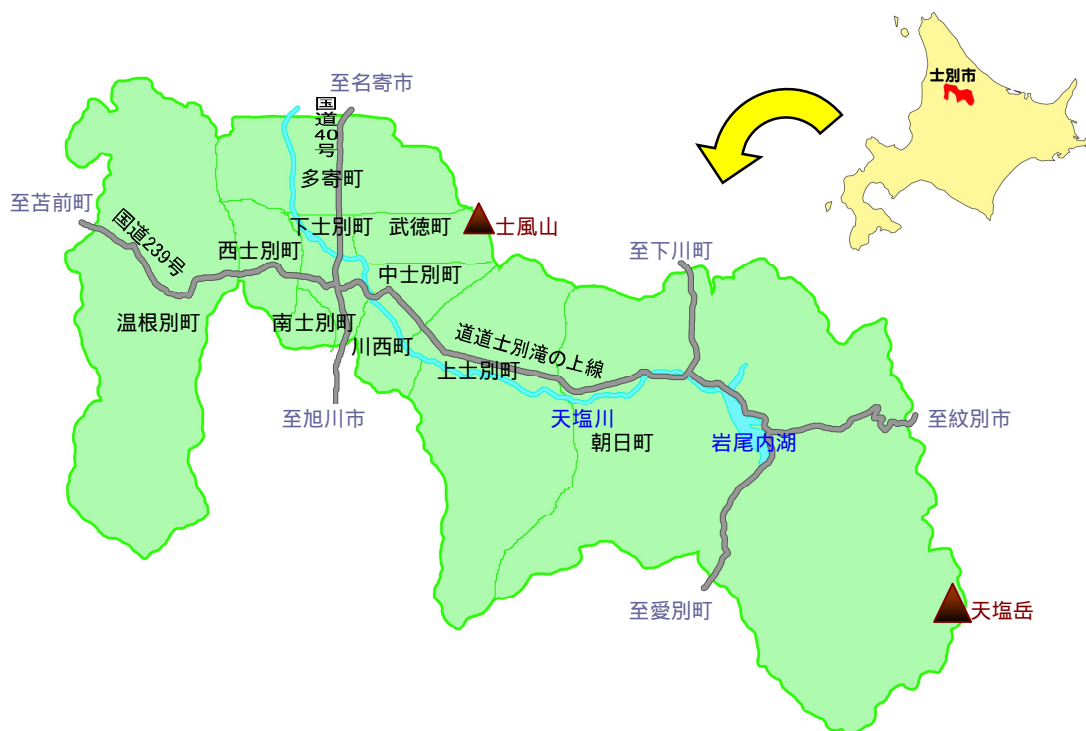 士別市
至名寄市
国道40号
多寄町
至苫前町
国道239号
下士別町
武徳町
士風山
西士別町
中士別町
至下川町
温根別町
南士別町
川西町
道道士別滝の上線
上士別町
至旭川市
天塩川
朝日町
岩尾内湖
至紋別市
至愛別町
天塩岳